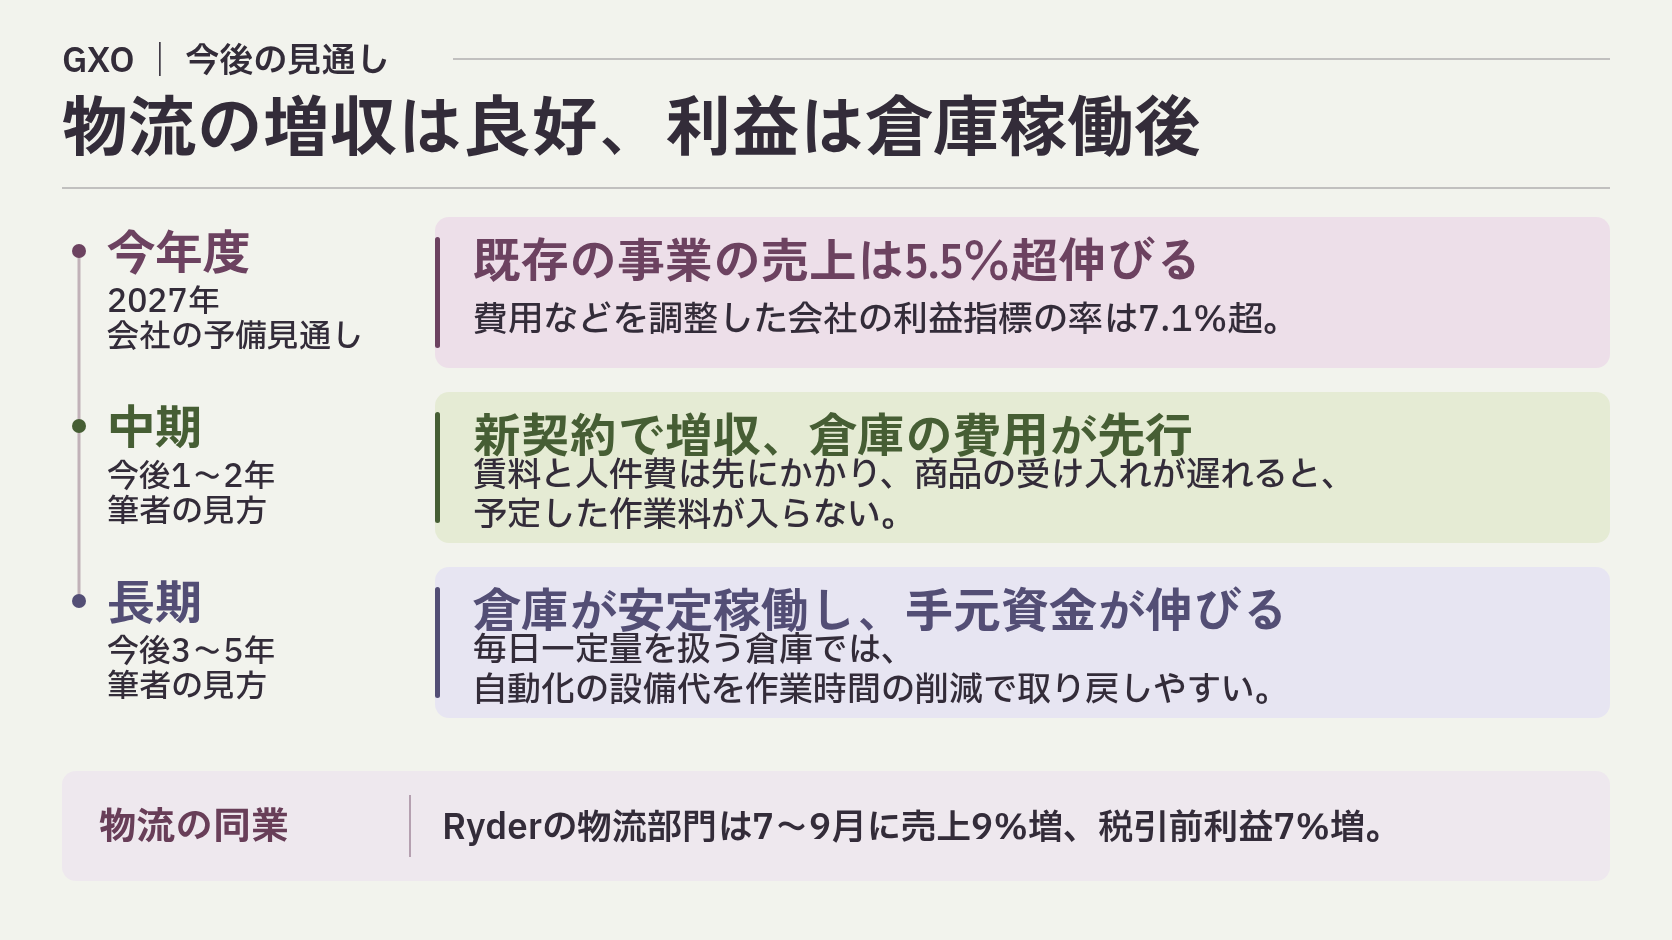 GXO｜今後の見通し
物流の増収は良好、利益は倉庫稼働後
今年度
2027年
会社の予備見通し
既存の事業の売上は5.5%超伸びる
費用などを調整した会社の利益指標の率は7.1%超。
中期
今後1〜2年
筆者の見方
新契約で増収、倉庫の費用が先行
賃料と人件費は先にかかり、商品の受け入れが遅れると、
予定した作業料が入らない。
長期
今後3〜5年
筆者の見方
倉庫が安定稼働し、手元資金が伸びる
毎日一定量を扱う倉庫では、
自動化の設備代を作業時間の削減で取り戻しやすい。
物流の同業
Ryderの物流部門は7〜9月に売上9%増、税引前利益7%増。